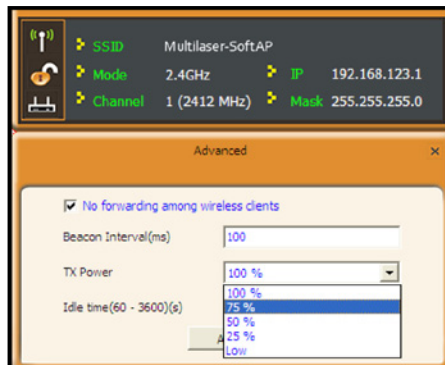 SSID Multilaser-SoftAP
Mode 2.4GHz IP 192.168.123.1
Channel 1 (2412 MHz) Mask 255.255.255.0
Advanced ×
No forwarding among wireless clients
Beacon Interval(ms) 100
TX Power 100 %
100 %
75 %
Idle time(60 - 3600)(s)
50 %
25 %
Low